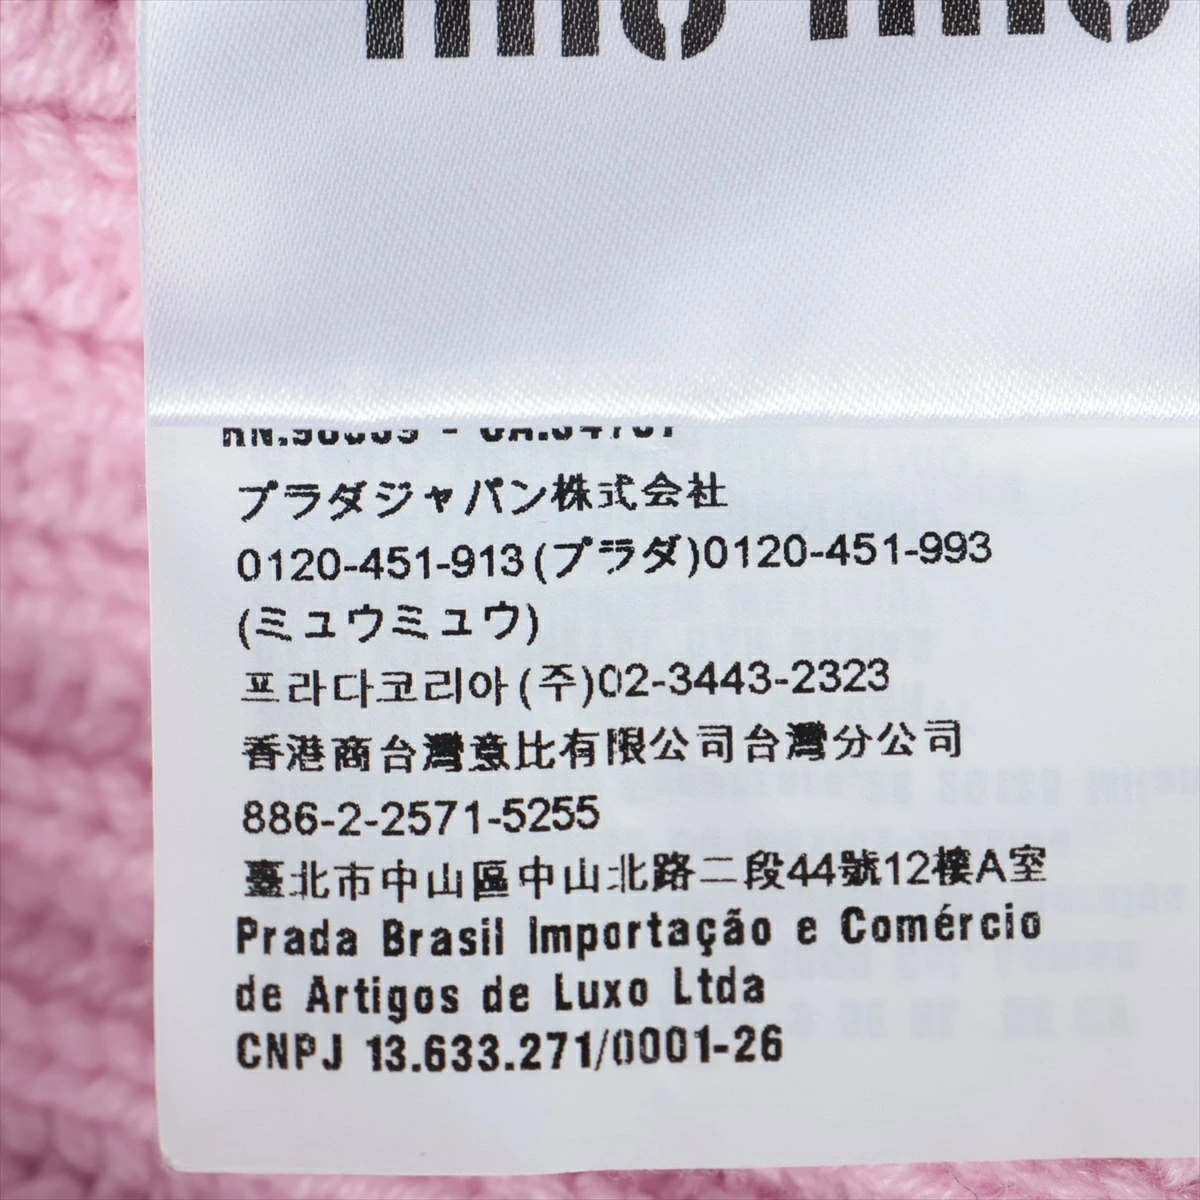 miu miu
プラダジャパン株式会社
0120-451-913(プラダ)0120-451-993
(ミュウミュウ)
프라다코리아(주)02-3443-2323
香港商台灣意比有限公司台灣分公司
886-2-2571-5255
臺北市中山區中山北路二段44號12樓A室
Prada Brasil Importação e Comércio
de Artigos de Luxo Ltda
CNPJ 13.633.271/0001-26